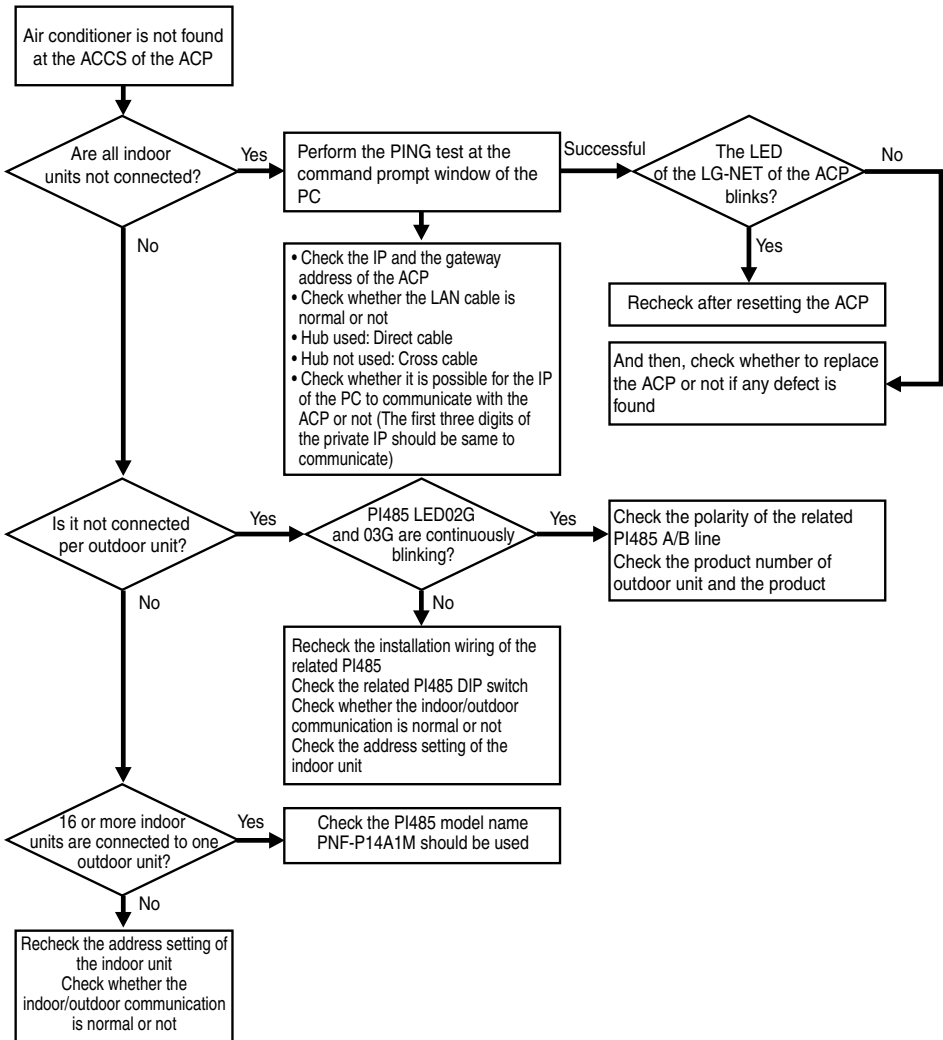 Air conditioner is not found
at the ACCS of the ACP
Are all indoor
units not connected?
Yes
Perform the PING test at the
command prompt window of the
PC
Successful
The LED
of the LG-NET of the ACP
blinks?
No
Yes
Recheck after resetting the ACP
And then, check whether to replace
the ACP or not if any defect is
found
No
• Check the IP and the gateway
address of the ACP
• Check whether the LAN cable is
normal or not
• Hub used: Direct cable
• Hub not used: Cross cable
• Check whether it is possible for the IP
of the PC to communicate with the
ACP or not (The first three digits of
the private IP should be same to
communicate)
Is it not connected
per outdoor unit?
Yes
PI485 LED02G
and 03G are continuously
blinking?
Yes
Check the polarity of the related
PI485 A/B line
Check the product number of
outdoor unit and the product
No
No
Recheck the installation wiring of the
related PI485
Check the related PI485 DIP switch
Check whether the indoor/outdoor
communication is normal or not
Check the address setting of the
indoor unit
16 or more indoor
units are connected to one
outdoor unit?
Yes
Check the PI485 model name
PNF-P14A1M should be used
No
Recheck the address setting of
the indoor unit
Check whether the
indoor/outdoor communication
is normal or not